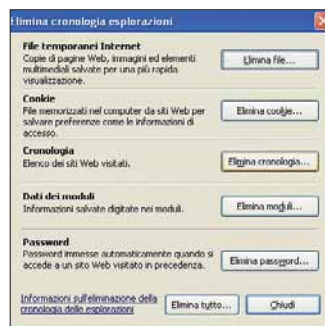 Elimina cronologia esplorazioni
File temporanei Internet
Copie di pagine Web, immagini ed elementi
multimediali salvate per una più rapida
visualizzazione.
Elimina file...
Cookie
File memorizzati nel computer da siti Web per
salvare preferenze come le informazioni di
accesso.
Elimina cookie...
Cronologia
Elenco dei siti Web visitati.
Elimina cronologia...
Dati dei moduli
Informazioni salvate digitate nei moduli.
Elimina moduli...
Password
Password immesse automaticamente quando si
accede a un sito Web visitato in precedenza.
Elimina password...
Informazioni sull'eliminazione della
cronologia delle esplorazioni
Elimina tutto...
Chiudi